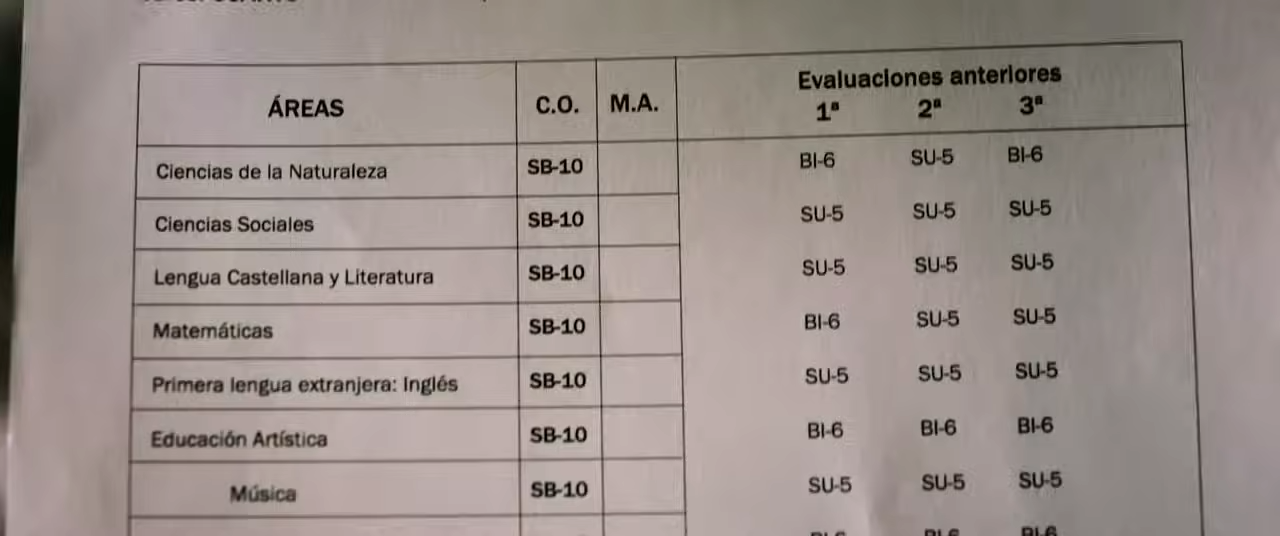 ÁREAS C.O. M.A. Evaluaciones anteriores
1ª 2ª 3ª
Ciencias de la Naturaleza SB-10 BI-6 SU-5 BI-6
Ciencias Sociales SB-10 SU-5 SU-5 SU-5
Lengua Castellana y Literatura SB-10 SU-5 SU-5 SU-5
Matemáticas SB-10 BI-6 SU-5 SU-5
Primera lengua extranjera: Inglés SB-10 SU-5 SU-5 SU-5
Educación Artística SB-10 BI-6 BI-6 BI-6
Música SB-10 SU-5 SU-5 SU-5